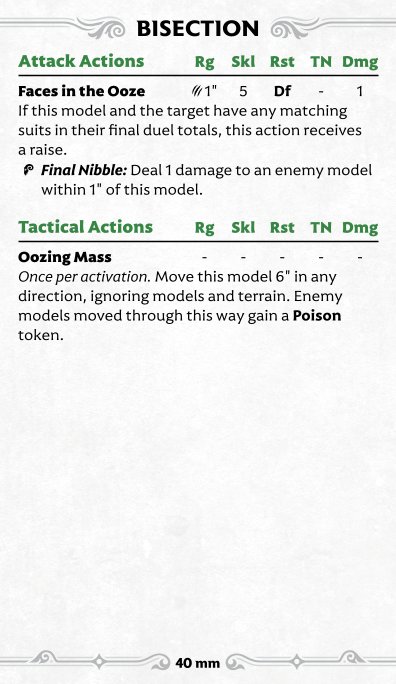 BISECTION
Attack Actions Rg Skl Rst TN Dmg
Faces in the Ooze 1" 5 Df - 1
If this model and the target have any matching
suits in their final duel totals, this action receives
a raise.
Final Nibble: Deal 1 damage to an enemy model
within 1" of this model.
Tactical Actions Rg Skl Rst TN Dmg
Oozing Mass - - - - -
Once per activation. Move this model 6" in any
direction, ignoring models and terrain. Enemy
models moved through this way gain a Poison
token.
40 mm